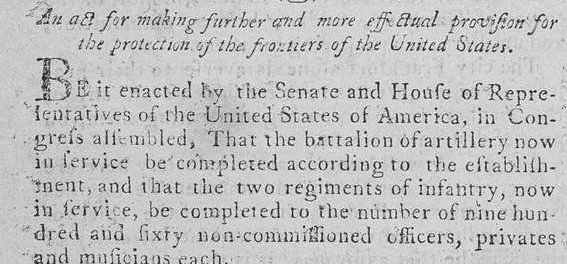 An act for making further and more effectual proviſion for
the protection of the frontiers of the United States.
BE it enacted by the Senate and Houſe of Repre-
ſentatives of the United States of America, in Con-
greſs aſſembled, That the battalion of artillery now
in ſervice be completed according to the eſtabliſh-
ment, and that the two regiments of infantry, now
in ſervice, be completed to the number of nine hun-
dred and ſixty non-commiſſioned officers, privates
and muſicians each.